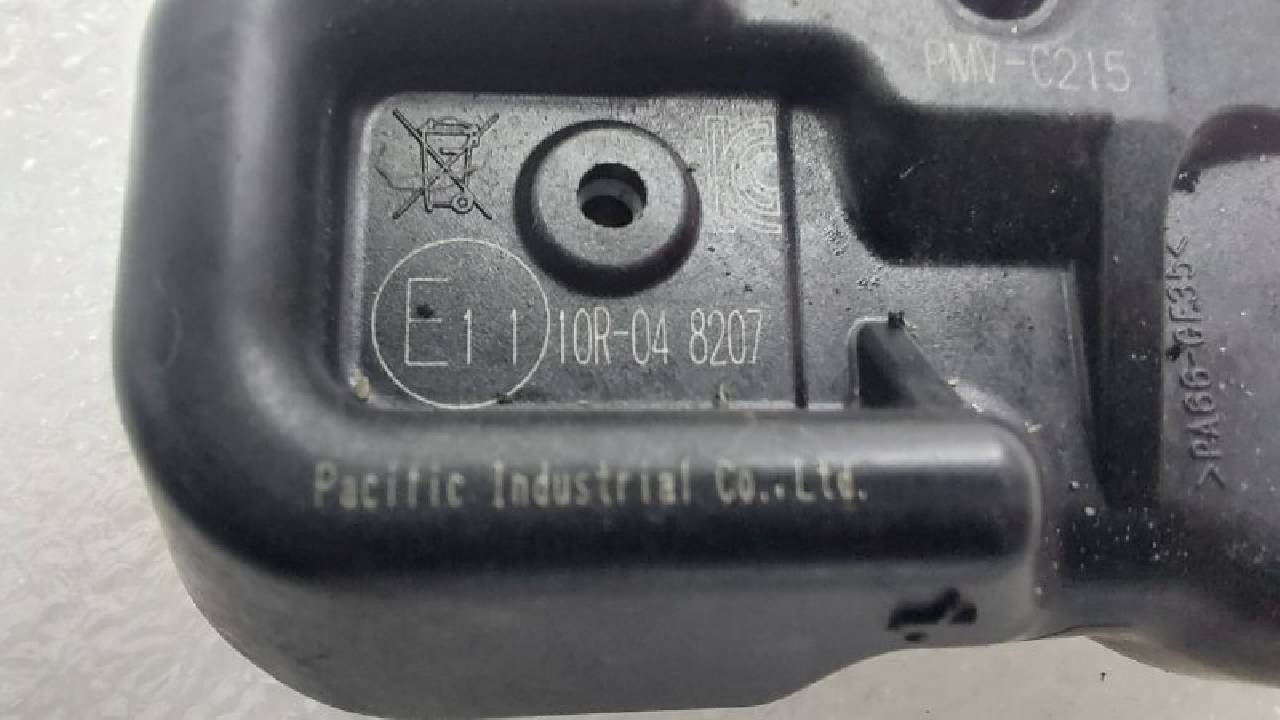 PMV-C215
E11 10R-04 8207
Pacific Industrial Co.,Ltd.
>PA66-GF35<